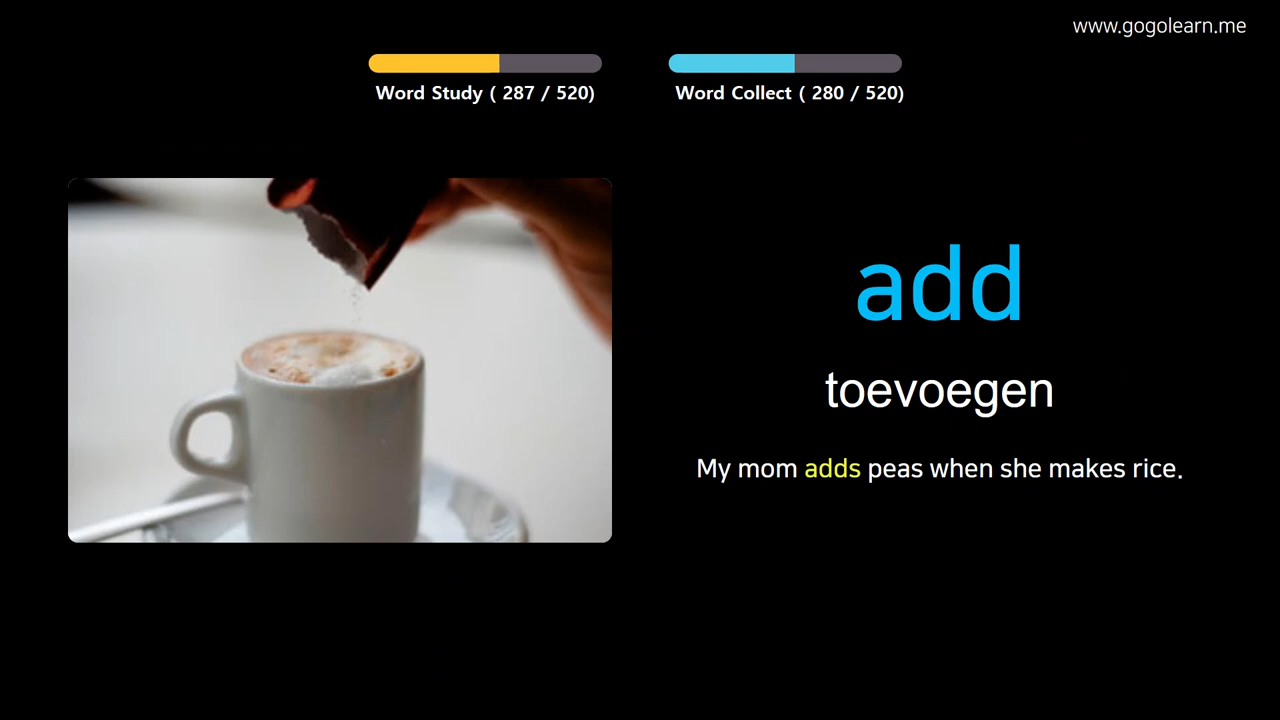 www.gogolearn.me
Word Study ( 287 / 520)
Word Collect ( 280 / 520)
add
toevoegen
My mom adds peas when she makes rice.